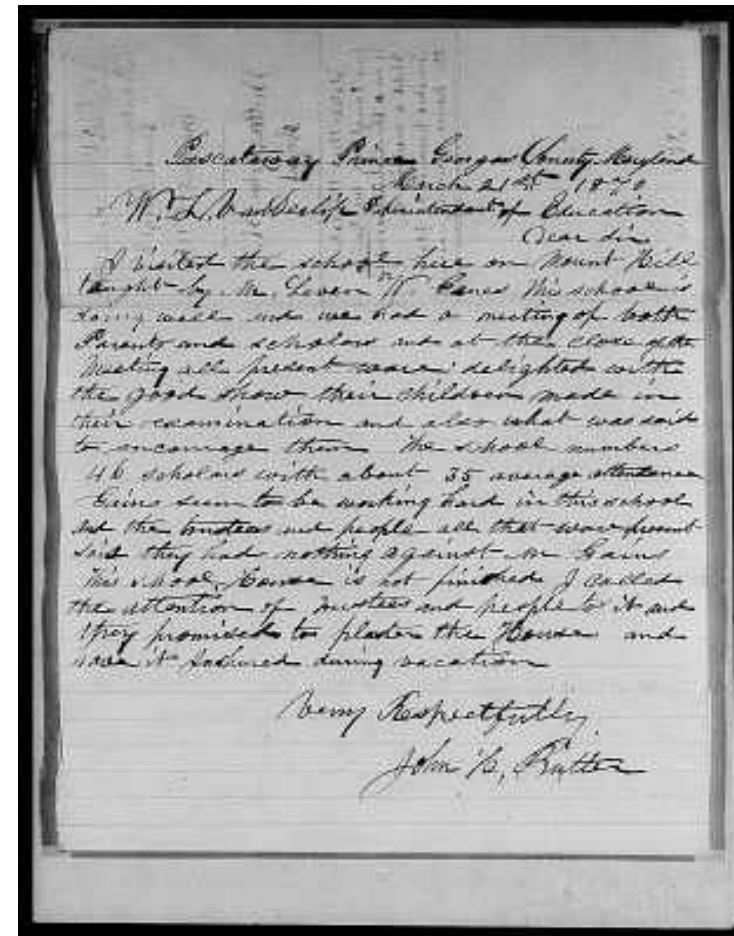 Piscataway Prince Georges County Maryland
March 21st 1870
W. L. Vanderlip Superintendent of Education
Dear Sir
I visited the school here on Mount Hill
taught by Mr. Leven W. This school is
doing well and we had a meeting of both
Parents and scholars and at the close of the
Meeting all present ware delighted with
the good show their children made in
their examination and also what was said
to encourage them The school numbers
46 scholars with about 35 average attendance
Gains seem to be working hard in this school
and the trustees and people all that was present
said they had nothing against Mr Gains
This school House is not finished I called
the attention of trustees and people to it and
they promised to plaster the House and
have it during vacation
Very Respectfully
John H. Butler